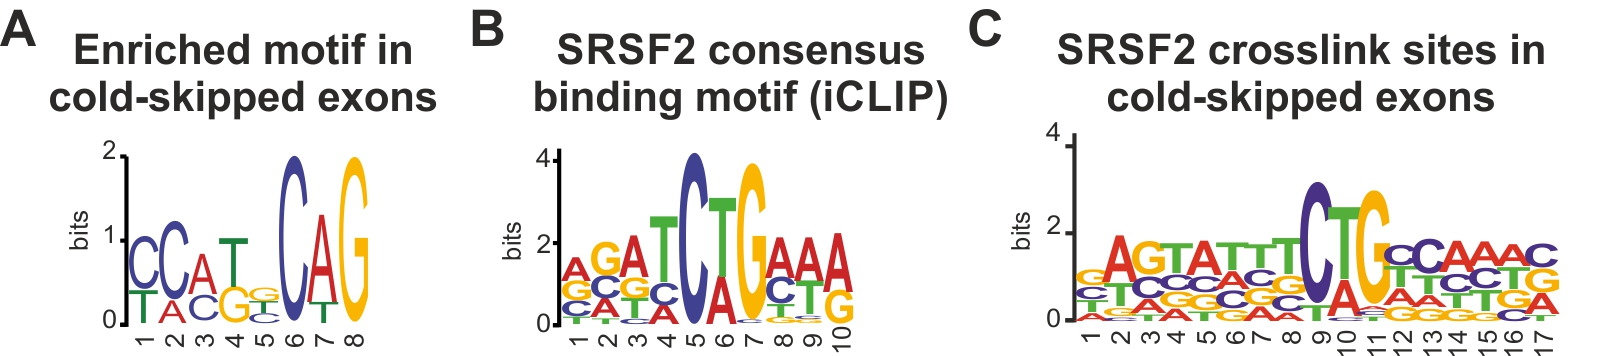 A
Enriched motif in
cold-skipped exons
2
1
0
bits
C C A T C A G
T A C G G T C T
1 2 3 4 5 6 7 8
B
SRSF2 consensus
binding motif (iCLIP)
4
2
0
bits
A G A T C T G A A A
G C G C A C T G
C A T A
1 2 3 4 5 6 7 8 9 10
C
SRSF2 crosslink sites in
cold-skipped exons
4
2
0
bits
G A G T A T T T C T G C C A A A C
1 2 3 4 5 6 7 8 9 10 11 12 13 14 15 16 17